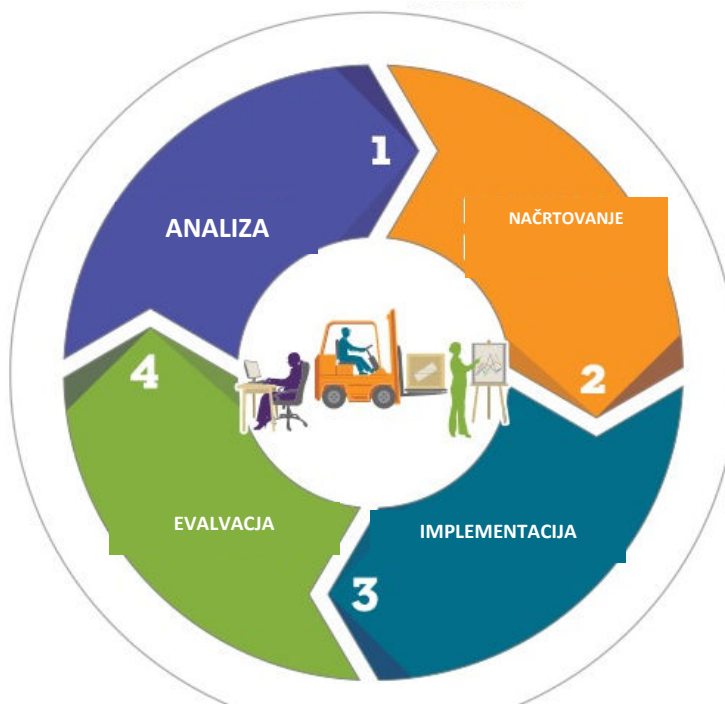 1
ANALIZA
NAČRTOVANJE
2
IMPLEMENTACIJA
3
EVALVACJA
4